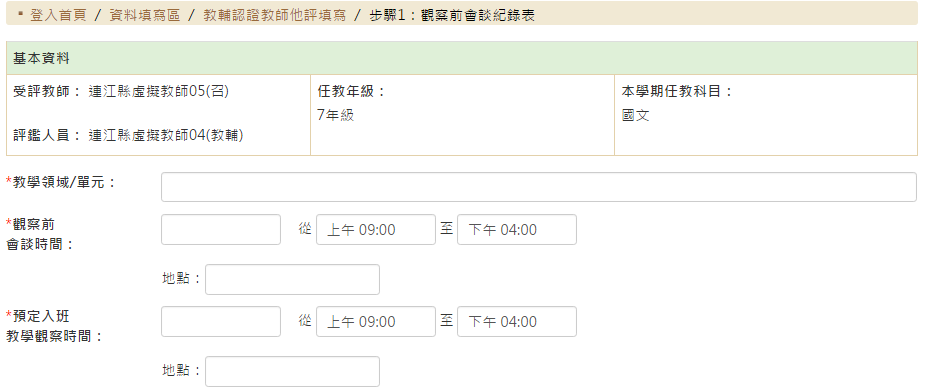 登入首頁 / 資料填寫區 / 教輔認證教師他評填寫 / 步驟1：觀察前會談紀錄表
基本資料
受評教師： 連江縣虛擬教師05(召)
評鑑人員： 連江縣虛擬教師04(教輔)
任教年級：
7年級
本學期任教科目：
國文
*教學領域/單元：
*觀察前
會談時間：
從 上午 09:00 至 下午 04:00
地點：
*預定入班
教學觀察時間：
從 上午 09:00 至 下午 04:00
地點：